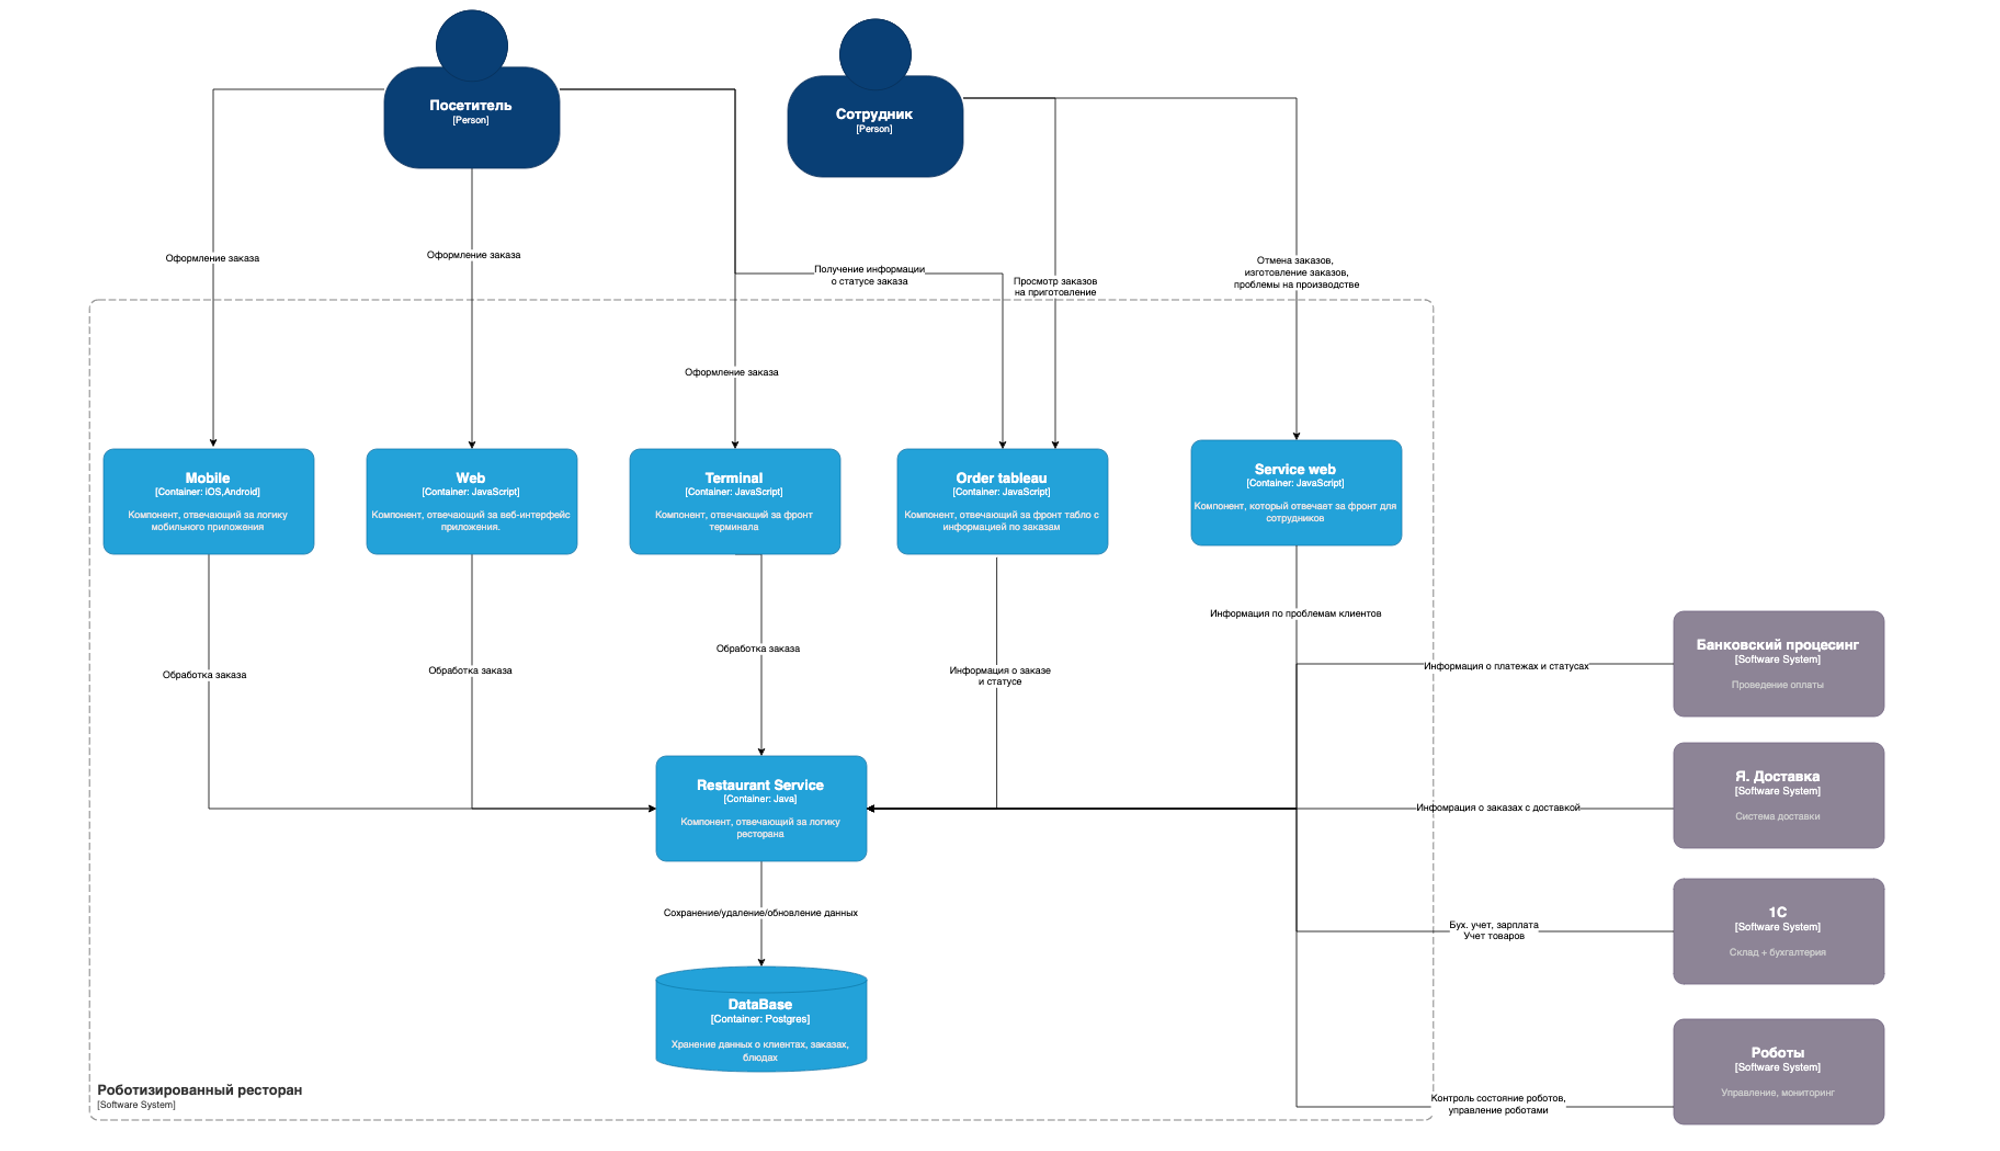 Посетитель
[Person]
Сотрудник
[Person]
Оформление заказа
Оформление заказа
Получение информации
о статусе заказа
Просмотр заказов
на приготовление
Отмена заказов,
изготовление заказов,
проблемы на производстве
Оформление заказа
Mobile
[Container: iOS,Android]
Компонент, отвечающий за логику
мобильного приложения
Web
[Container: JavaScript]
Компонент, отвечающий за веб-интерфейс
приложения.
Terminal
[Container: JavaScript]
Компонент, отвечающий за фронт
терминала
Order tableau
[Container: JavaScript]
Компонент, отвечающий за фронт табло с
информацией по заказам
Service web
[Container: JavaScript]
Компонент, который отвечает за фронт для
сотрудников
Информация по проблемам клиентов
Обработка заказа
Обработка заказа
Обработка заказа
Информация о заказе
и статусе
Информация о платежах и статусах
Банковский процесинг
[Software System]
Проведение оплаты
Restaurant Service
[Container: Java]
Компонент, отвечающий за логику
ресторана
Инфомрация о заказах с доставкой
Я. Доставка
[Software System]
Система доставки
Сохранение/удаление/обновление данных
Бух. учет, зарплата
Учет товаров
1С
[Software System]
Склад + бухгалтерия
DataBase
[Container: Postgres]
Хранение данных о клиентах, заказах,
блюдах
Контроль состояние роботов,
управление роботами
Роботы
[Software System]
Управление, мониторинг
Роботизированный ресторан
[Software System]